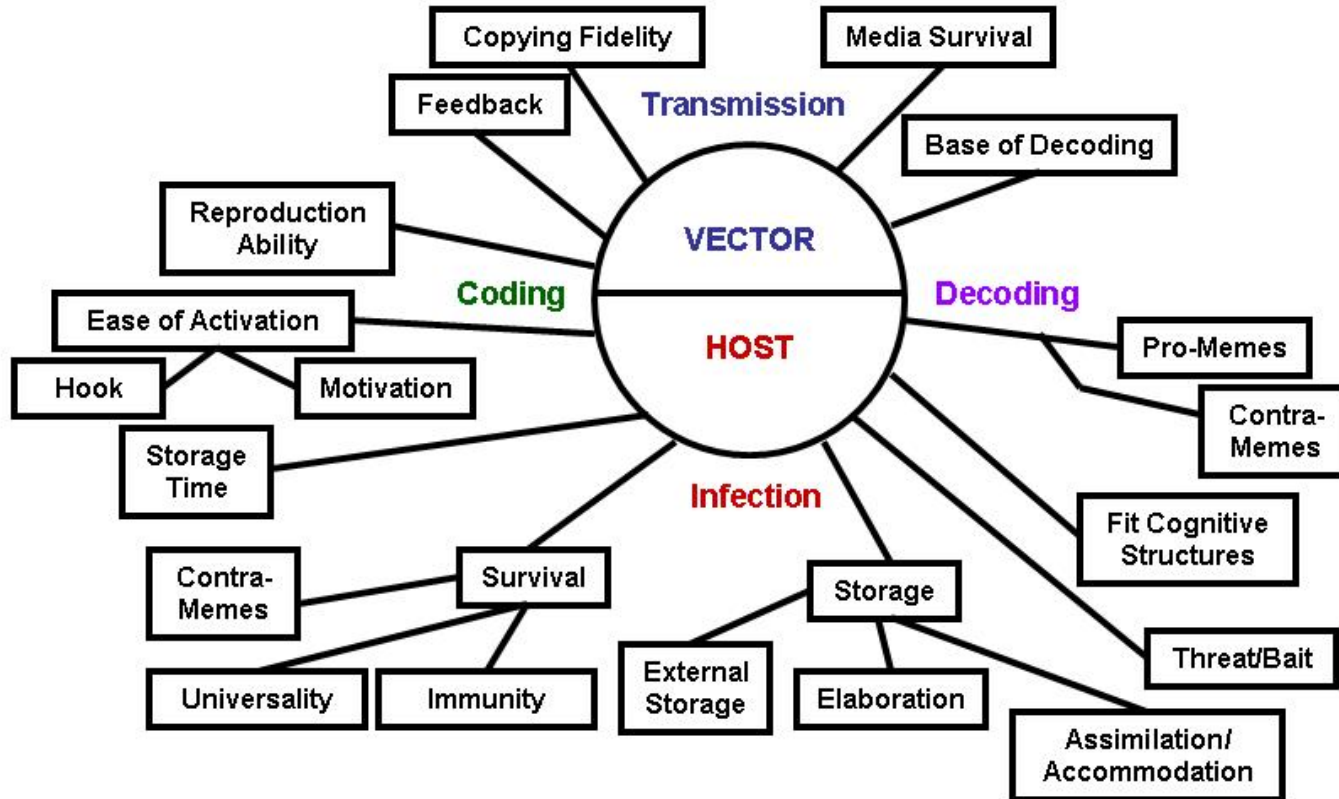 Copying Fidelity
Media Survival
Feedback
Transmission
Base of Decoding
Reproduction
Ability
VECTOR
Coding
Decoding
Ease of Activation
HOST
Pro-Memes
Hook
Motivation
Contra-
Memes
Storage
Time
Infection
Fit Cognitive
Structures
Contra-
Memes
Survival
Storage
Universality
Immunity
External
Storage
Elaboration
Threat/Bait
Assimilation/
Accommodation